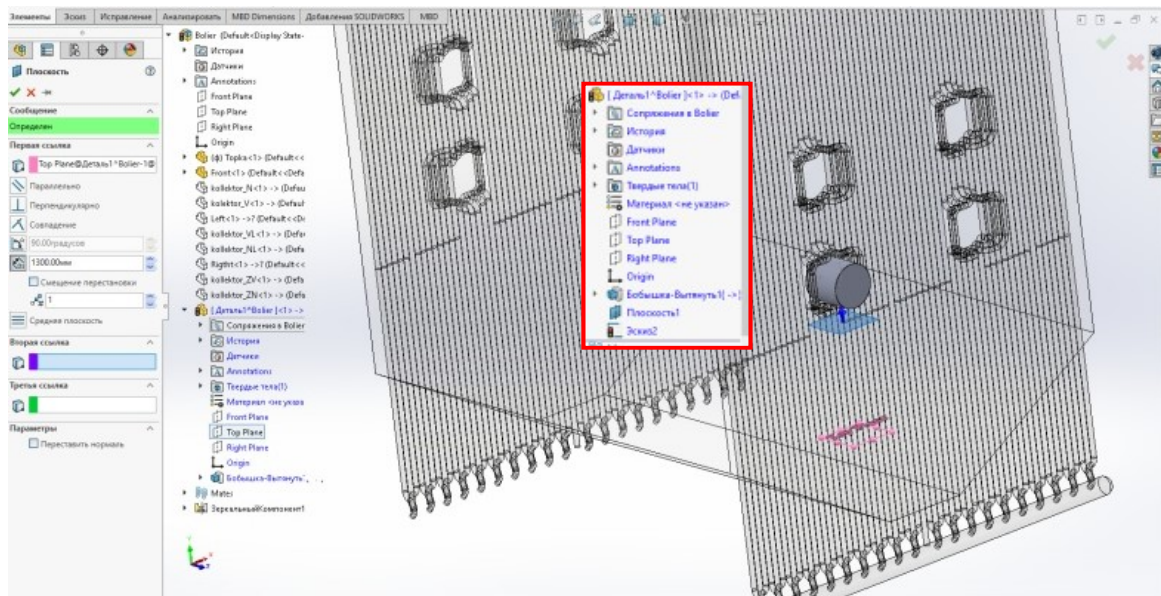 Элементы Эскиз Исправление Анализировать MBD Dimensions Добавления SOLIDWORKS MBD
Плоскость
Сообщение
Определен
Первая ссылка
Top Plane@Деталь1^Bolier-1@
Параллельно
Перпендикулярно
Совпадение
90.00градусов
1300.00мм
Смещение перестановки
1
Средняя плоскость
Вторая ссылка
Третья ссылка
Параметры
Переставить нормаль
Bolier (Default<Display State-
История
Датчики
Annotations
Front Plane
Top Plane
Right Plane
Origin
(ф) Topka<1> (Default<<
Front<1> (Default<<Defa
kollektor_N<1> -> (Defau
kolektor_V<1> -> (Defaul
Left<1> ->? (Default<<De
kollektor_VL<1> -> (Defa
kollektor_NL<1> -> (Defa
Rigtht<1> ->? (Default<<
kollektor_ZV<1> -> (Defa
kollektor_ZN<1> -> (Defa
[ Деталь1^Bolier ]<1> ->
Сопряжения в Bolier
История
Датчики
Annotations
Твердые тела(1)
Материал <не указан
Front Plane
Top Plane
Right Plane
Origin
Бобышка-Вытянуть1
Mates
ЗеркальныйКомпонент1
[ Деталь1^Bolier ]<1> -> (Def
Сопряжения в Bolier
История
Датчики
Annotations
Твердые тела(1)
Материал <не указан>
Front Plane
Top Plane
Right Plane
Origin
Бобышка-Вытянуть1{ ->}
Плоскость1
Эскиз2